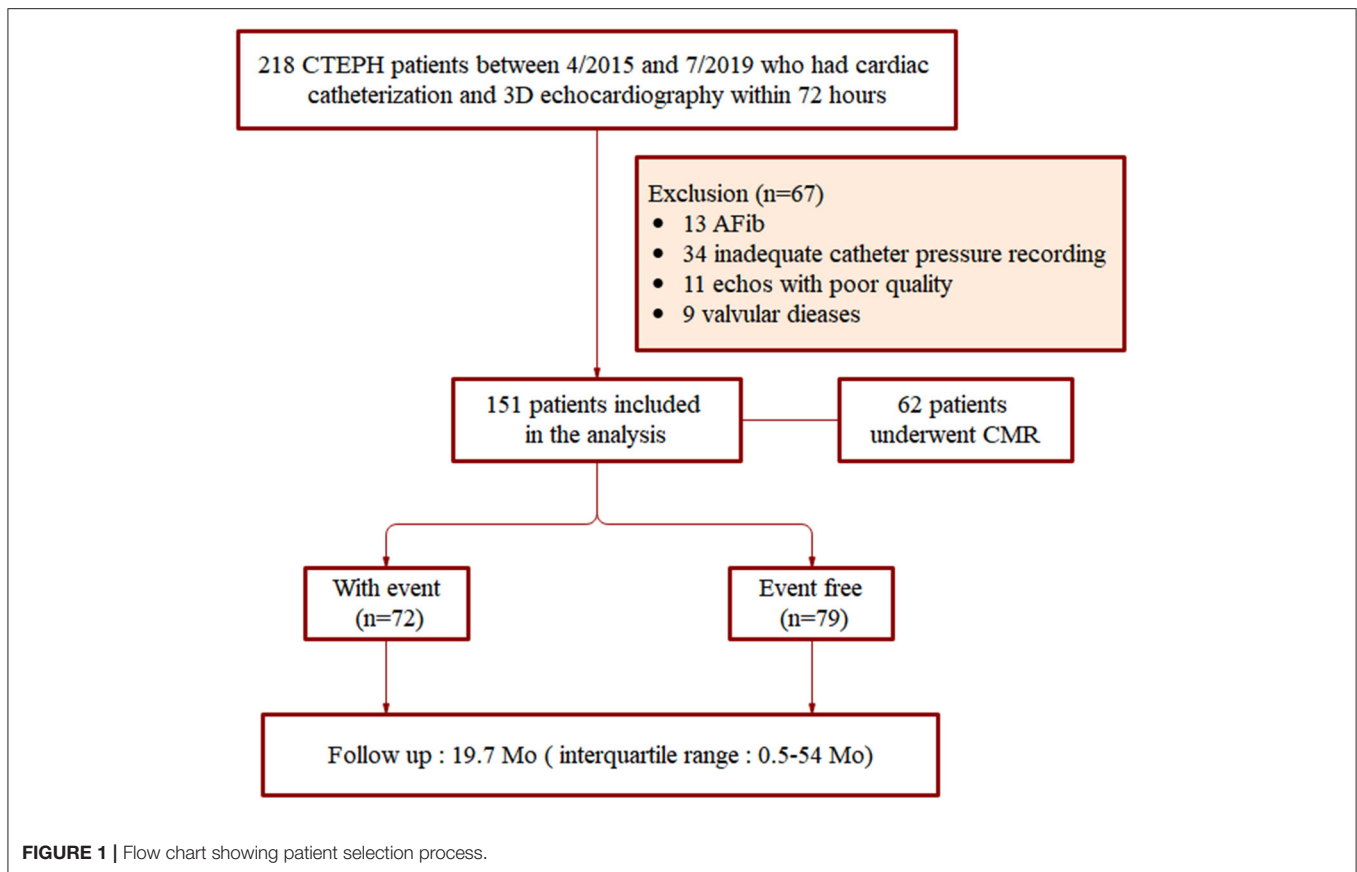 218 CTEPH patients between 4/2015 and 7/2019 who had cardiac
catheterization and 3D echocardiography within 72 hours
Exclusion (n=67)
• 13 AFib
• 34 inadequate catheter pressure recording
• 11 echos with poor quality
• 9 valvular dieases
151 patients included
in the analysis
62 patients
underwent CMR
With event
(n=72)
Event free
(n=79)
Follow up : 19.7 Mo ( interquartile range : 0.5-54 Mo)
FIGURE 1 | Flow chart showing patient selection process.